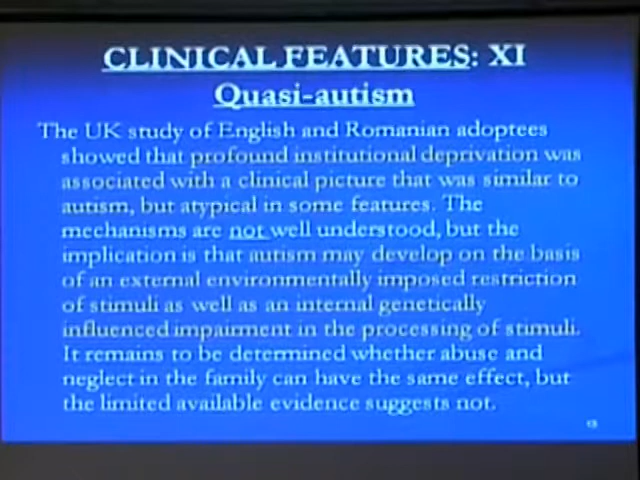 CLINICAL FEATURES: XI
Quasi-autism
The UK study of English and Romanian adoptees
showed that profound institutional deprivation was
associated with a clinical picture that was similar to
autism, but atypical in some features. The
mechanisms are not well understood, but the
implication is that autism may develop on the basis
of an external environmentally imposed restriction
of stimuli as well as an internal genetically
influenced impairment in the processing of stimuli.
It remains to be determined whether abuse and
neglect in the family can have the same effect, but
the limited available evidence suggests not.